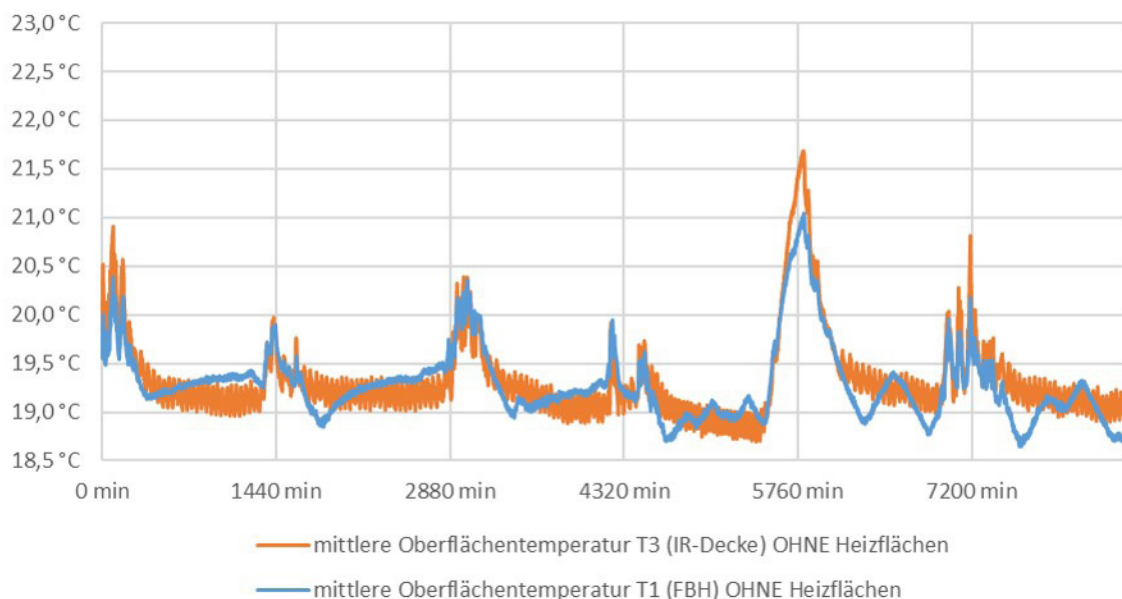 23,0 °C
22,5 °C
22,0 °C
21,5 °C
21,0 °C
20,5 °C
20,0 °C
19,5 °C
19,0 °C
18,5 °C
0 min 1440 min 2880 min 4320 min 5760 min 7200 min
mittlere Oberflächentemperatur T3 (IR-Decke) OHNE Heizflächen
mittlere Oberflächentemperatur T1 (FBH) OHNE Heizflächen